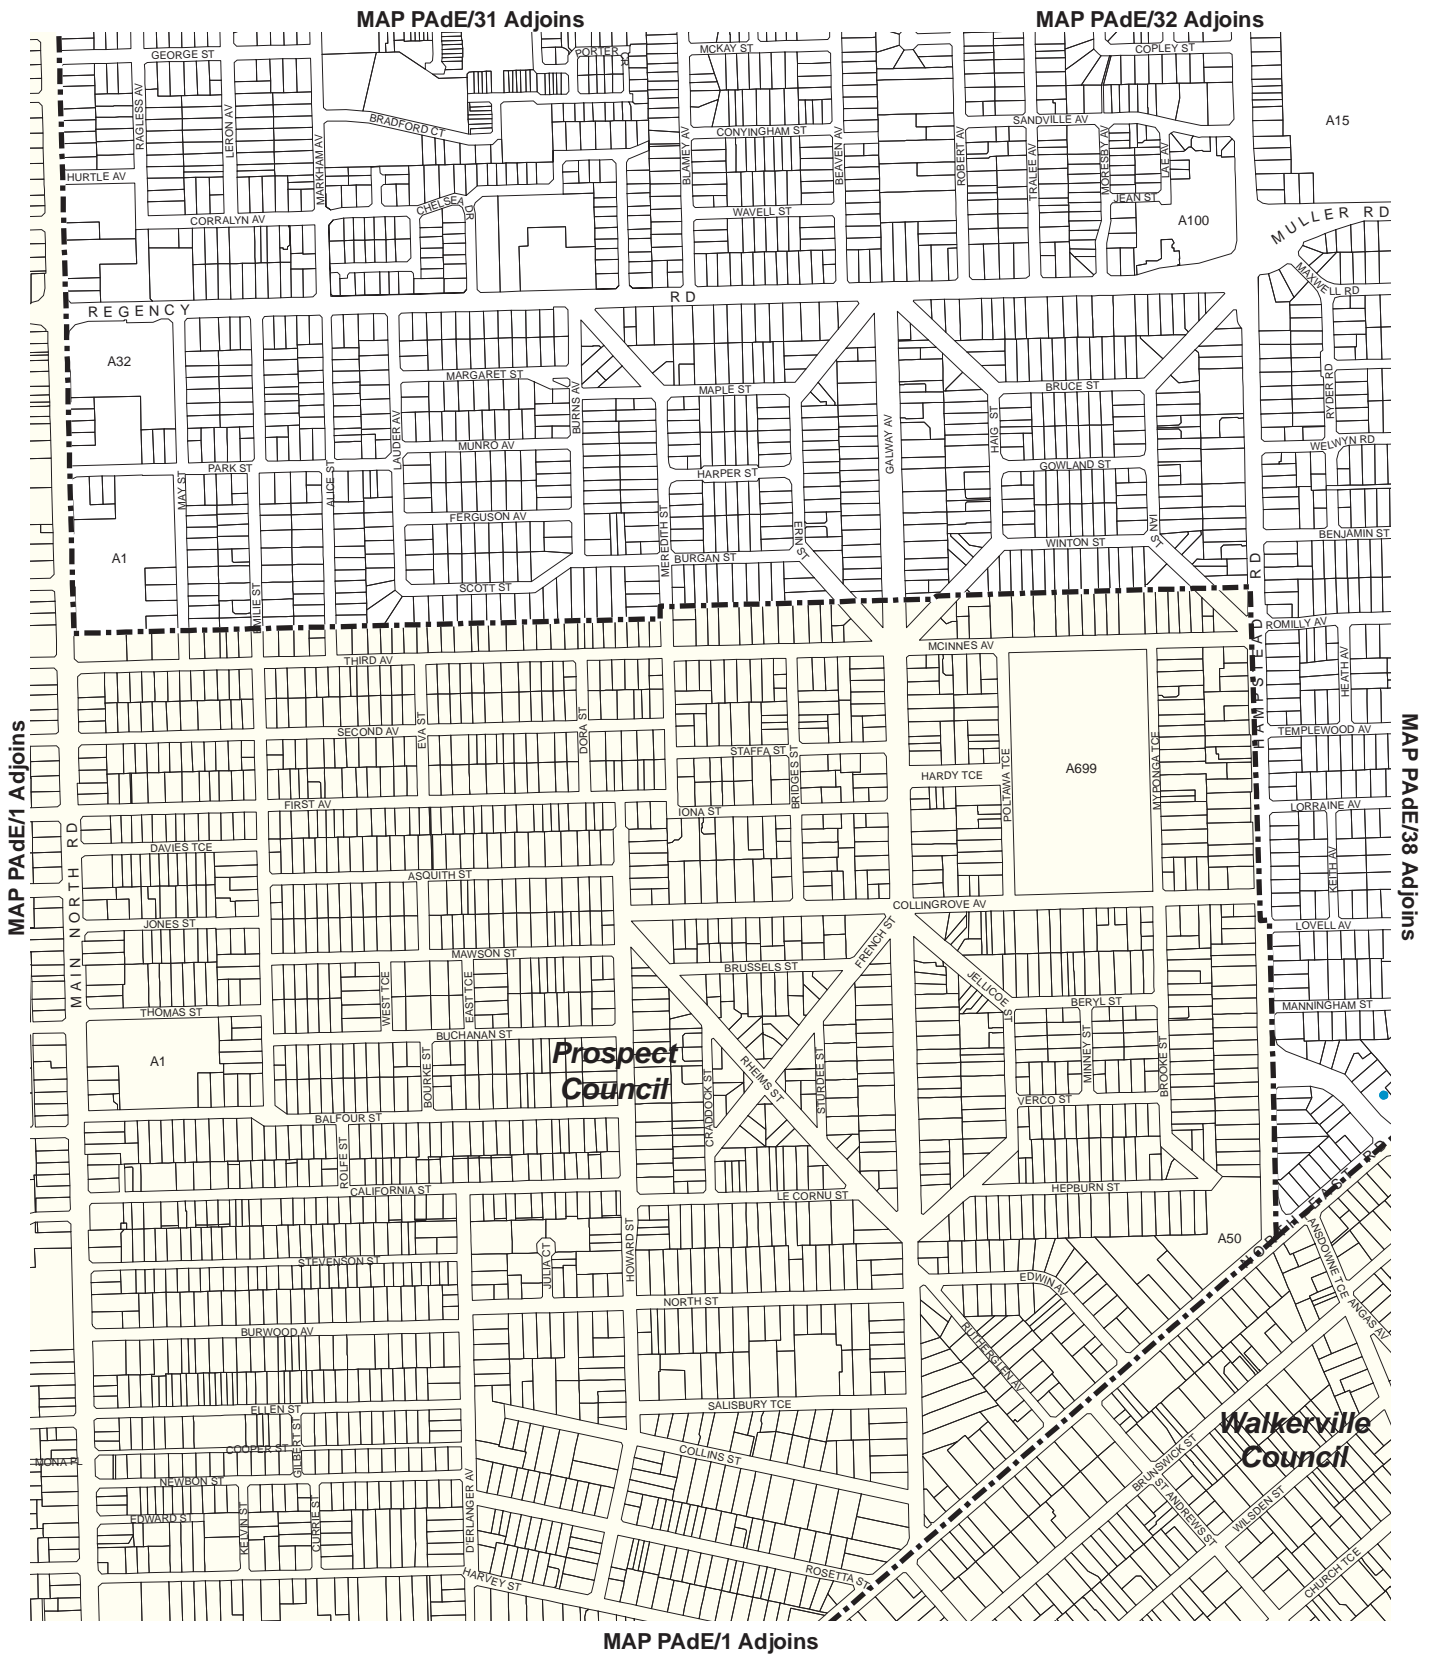 MAP PAdE/31 Adjoins
MAP PAdE/32 Adjoins
GEORGE ST
PORTER
CR
MCKAY ST
COPLEY ST
RAGLESS AV
LERON AV
MARKHAM AV
BRADFORD CT
BLAMEY AV
CONYINGHAM ST
BEAVEN AV
ROBERT AV
SANDVILLE AV
TRALEE AV
MORESBY AV
LAE AV
A15
HURTLE AV
CORRALYN AV
CHELSEA
DR
WAVELL ST
JEAN ST
A100
MULLER RD
MAXWELL RD
REGENCY
RD
A32
MARGARET ST
BURNS AV
MAPLE ST
BRUCE ST
RYDER RD
LAUDER AV
MUNRO AV
GALWAY AV
HAIG ST
WELWYN RD
MAY ST
PARK ST
ALICE ST
HARPER ST
GOWLAND ST
FERGUSON AV
MEREDITH ST
ERIN ST
IAN ST
A1
BURGAN ST
WINTON ST
BENJAMIN ST
EMILIE ST
SCOTT ST
HAMPSTEAD RD
ROMILLY AV
THIRD AV
MCINNES AV
HEATH AV
SECOND AV
EVA ST
DORA ST
STAFFA ST
BRIDGES ST
HARDY TCE
POLTAWA TCE
A699
MYPONGA TCE
TEMPLEWOOD AV
MAP PAdE/1 Adjoins
MAP PAdE/38 Adjoins
FIRST AV
IONA ST
LORRAINE AV
MAIN NORTH RD
DAVIES TCE
ASQUITH ST
KEITH AV
JONES ST
COLLINGROVE AV
LOVELL AV
MAWSON ST
BRUSSELS ST
FRENCH ST
JELLICOE ST
WEST TCE
EAST TCE
THOMAS ST
BERYL ST
MANNINGHAM ST
BUCHANAN ST
A1
Prospect
Council
BOURKE ST
CRADDOCK ST
RHEIMS ST
STURDEE ST
MINNEY ST
BROOKE ST
BALFOUR ST
VERCO ST
ROLFE ST
CALIFORNIA ST
LE CORNU ST
HEPBURN ST
NORTH EAST RD
STEVENSON ST
JULIA CT
HOWARD ST
A50
EDWIN AV
LANSDOWNE TCE
ANGAS AV
NORTH ST
BURWOOD AV
RUTHERGLEN AV
ELLEN ST
SALISBURY TCE
Walkerville
Council
COOPER ST
GILBERT ST
COLLINS ST
MONA PL
NEWBON ST
BRUNSWICK ST
ST ANDREWS ST
WILSDEN ST
EDWARD ST
KELVIN ST
CURRIE ST
D'ERLANGER AV
HARVEY ST
ROSETTA ST
CHURCH TCE
MAP PAdE/1 Adjoins